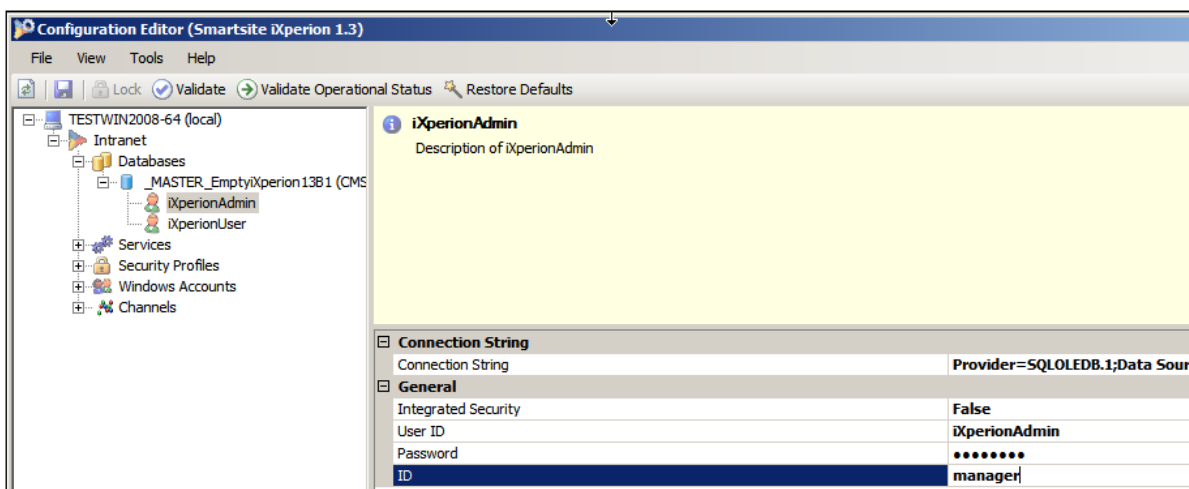 Configuration Editor (Smartsite iXperion 1.3)
File View Tools Help
Lock Validate Validate Operational Status Restore Defaults
TESTWIN2008-64 (local)
Intranet
Databases
_MASTER_EmptyiXperion13B1 (CMS
iXperionAdmin
iXperionUser
Services
Security Profiles
Windows Accounts
Channels
iXperionAdmin
Description of iXperionAdmin
Connection String
Connection String Provider=SQLOLEDB.1;Data Sour
General
Integrated Security False
User ID iXperionAdmin
Password ●●●●●●●●
ID manager